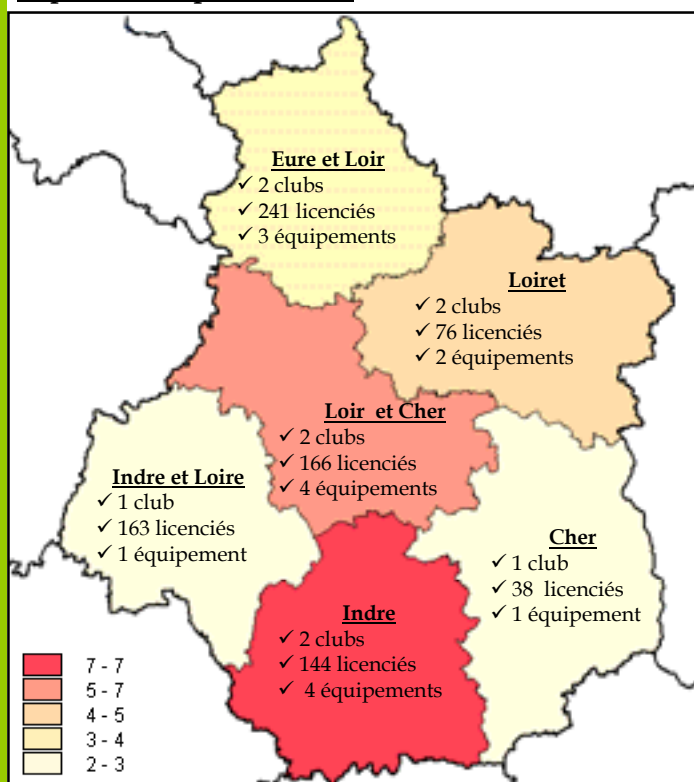 Eure et Loir
✓ 2 clubs
✓ 241 licenciés
✓ 3 équipements
Loiret
✓ 2 clubs
✓ 76 licenciés
✓ 2 équipements
Loir et Cher
✓ 2 clubs
✓ 166 licenciés
✓ 4 équipements
Indre et Loire
✓ 1 club
✓ 163 licenciés
✓ 1 équipement
Cher
✓ 1 club
✓ 38 licenciés
✓ 1 équipement
Indre
✓ 2 clubs
✓ 144 licenciés
✓ 4 équipements
7 - 7
5 - 7
4 - 5
3 - 4
2 - 3